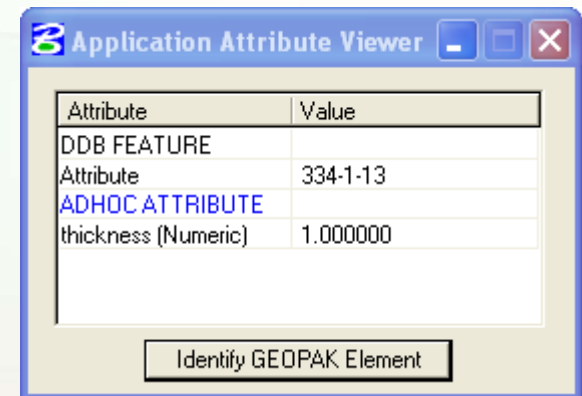 Application Attribute Viewer
Attribute Value
DDB FEATURE
Attribute 334-1-13
ADHOC ATTRIBUTE
thickness (Numeric) 1.000000
Identify GEOPAK Element